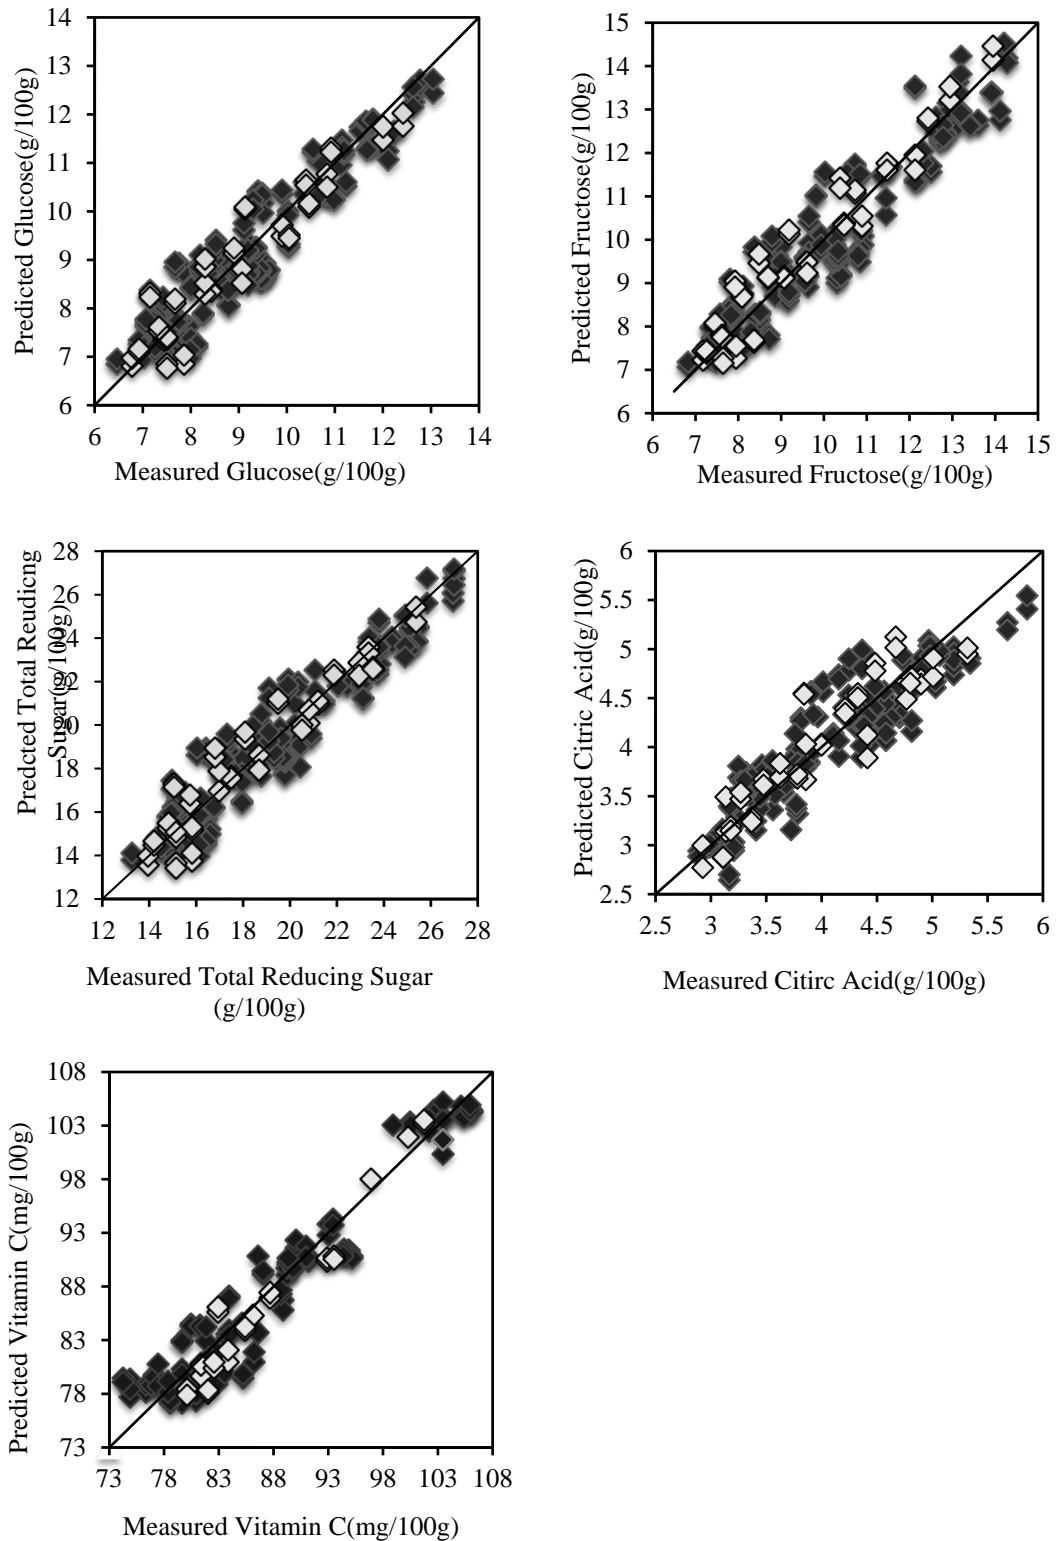 14
13
12
11
10
9
8
7
6
6 7 8 9 10 11 12 13 14
Predicted Glucose(g/100g)
Measured Glucose(g/100g)
15
14
13
12
11
10
9
8
7
6
6 7 8 9 10 11 12 13 14 15
Predicted Fructose(g/100g)
Measured Fructose(g/100g)
28
26
24
22
20
18
16
14
12
12 14 16 18 20 22 24 26 28
Predcted Total Reudicng
Sugar(g/100g)
Measured Total Reducing Sugar
(g/100g)
6
5.5
5
4.5
4
3.5
3
2.5
2.5 3 3.5 4 4.5 5 5.5 6
Predicted Citric Acid(g/100g)
Measured Citirc Acid(g/100g)
108
103
98
93
88
83
78
73
73 78 83 88 93 98 103 108
Predicted Vitamin C(mg/100g)
Measured Vitamin C(mg/100g)